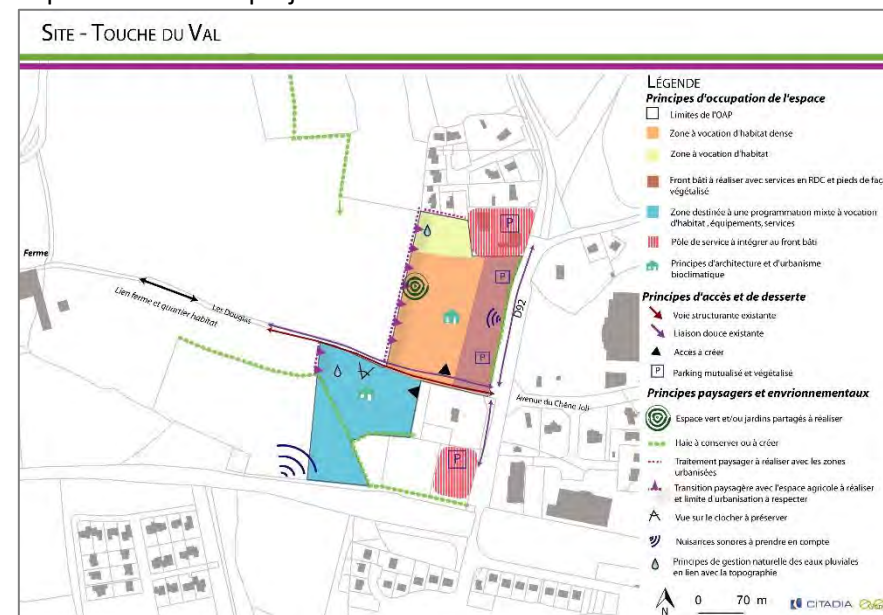 SITE - TOUCHE DU VAL
LÉGENDE
Principes d'occupation de l'espace
Limites de l'OAP
Zone à vocation d'habitat dense
Zone à vocation d'habitat
Front bâti à réaliser avec services en RDC et pieds de faç
végétalisé
Zone destinée à une programmation mixte à vocation
d'habitat, équipements, services
Pôle de service à intégrer au front bâti
Principes d'architecture et d'urbanisme
bioclimatique
Principes d'accès et de desserte
Voie structurante existante
Liaison douce existante
Accès à créer
P Parking mutualisé et végétalisé
Principes paysagers et envrionnementaux
Espace vert et/ou jardins partagés à réaliser
Haie à conserver ou à créer
Traitement paysager à réaliser avec les zones
urbanisées
Transition paysagère avec l'espace agricole à réaliser
et limite d'urbanisation à respecter
Vue sur le clocher à préserver
Nuisances sonores à prendre en compte
Principes de gestion naturelle des eaux pluviales
en lien avec la topographie
N
0 70 m
CITADIA
Ferme
Lien ferme et quartier habitat
Les Douglas
P
P
D92
P
Avenue du Chêne Joli
P